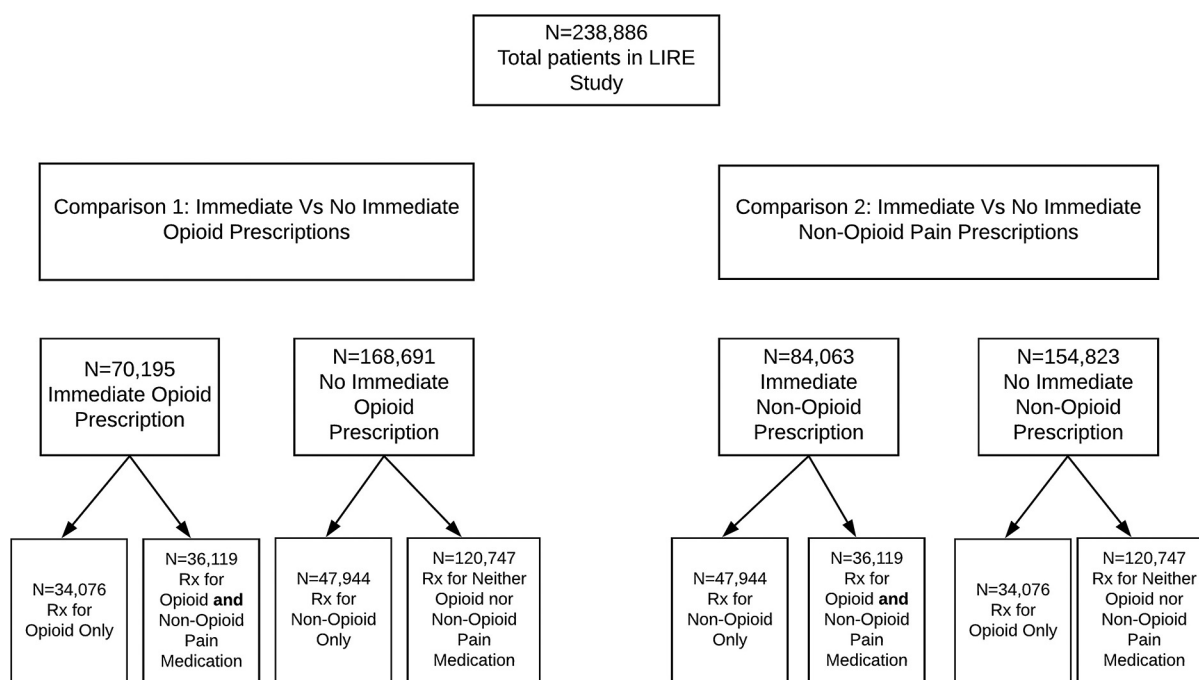 N=238,886
Total patients in LIRE
Study
Comparison 1: Immediate Vs No Immediate
Opioid Prescriptions
Comparison 2: Immediate Vs No Immediate
Non-Opioid Pain Prescriptions
N=70,195
Immediate Opioid
Prescription
N=168,691
No Immediate
Opioid
Prescription
N=84,063
Immediate
Non-Opioid
Prescription
N=154,823
No Immediate
Non-Opioid
Prescription
N=34,076
Rx for
Opioid Only
N=36,119
Rx for
Opioid and
Non-Opioid
Pain
Medication
N=47,944
Rx for
Non-Opioid
Only
N=120,747
Rx for Neither
Opioid nor
Non-Opioid
Pain
Medication
N=47,944
Rx for
Non-Opioid
Only
N=36,119
Rx for
Opioid and
Non-Opioid
Pain
Medication
N=34,076
Rx for
Opioid Only
N=120,747
Rx for Neither
Opioid nor
Non-Opioid
Pain
Medication